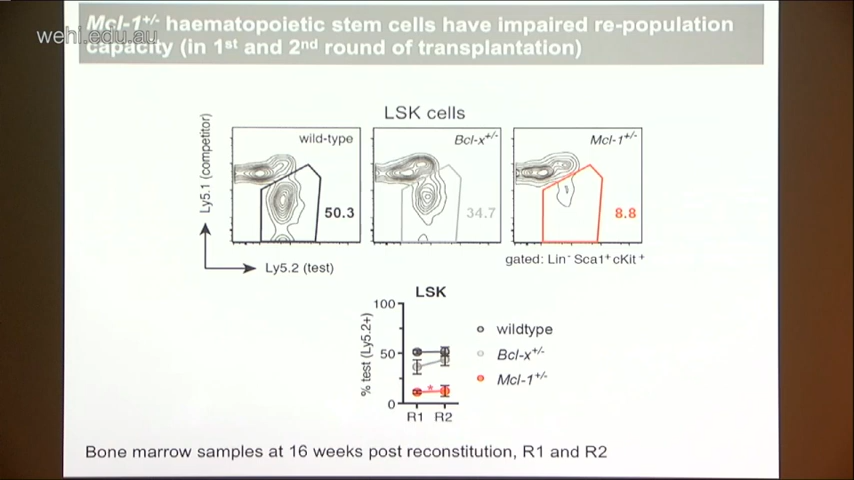 Mcl-1+/- haematopoietic stem cells have impaired re-population
wehi.edu.au
capacity (in 1st and 2nd round of transplantation)
LSK cells
wild-type
Bcl-x+/-
Mcl-1+/-
Ly5.1 (competitor)
50.3
34.7
8.8
Ly5.2 (test)
gated: Lin- Sca1+cKit+
LSK
% test (Ly5.2+)
100
50
0
*
R1 R2
wildtype
Bcl-x+/-
Mcl-1+/-
Bone marrow samples at 16 weeks post reconstitution, R1 and R2